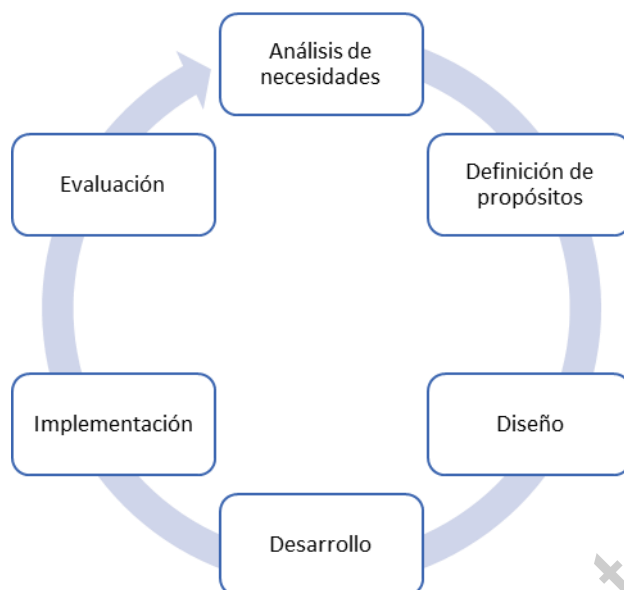 Análisis de
necesidades
Definición de
propósitos
Diseño
Desarrollo
Implementación
Evaluación